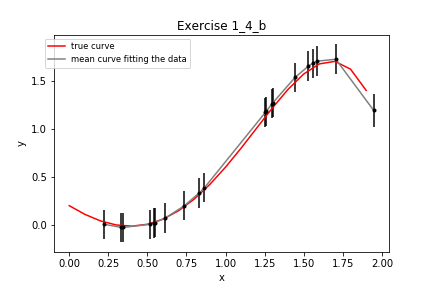 Exercise 1_4_b
true curve
mean curve fitting the data
y
1.5
1.0
0.5
0.0
0.00 0.25 0.50 0.75 1.00 1.25 1.50 1.75 2.00
x